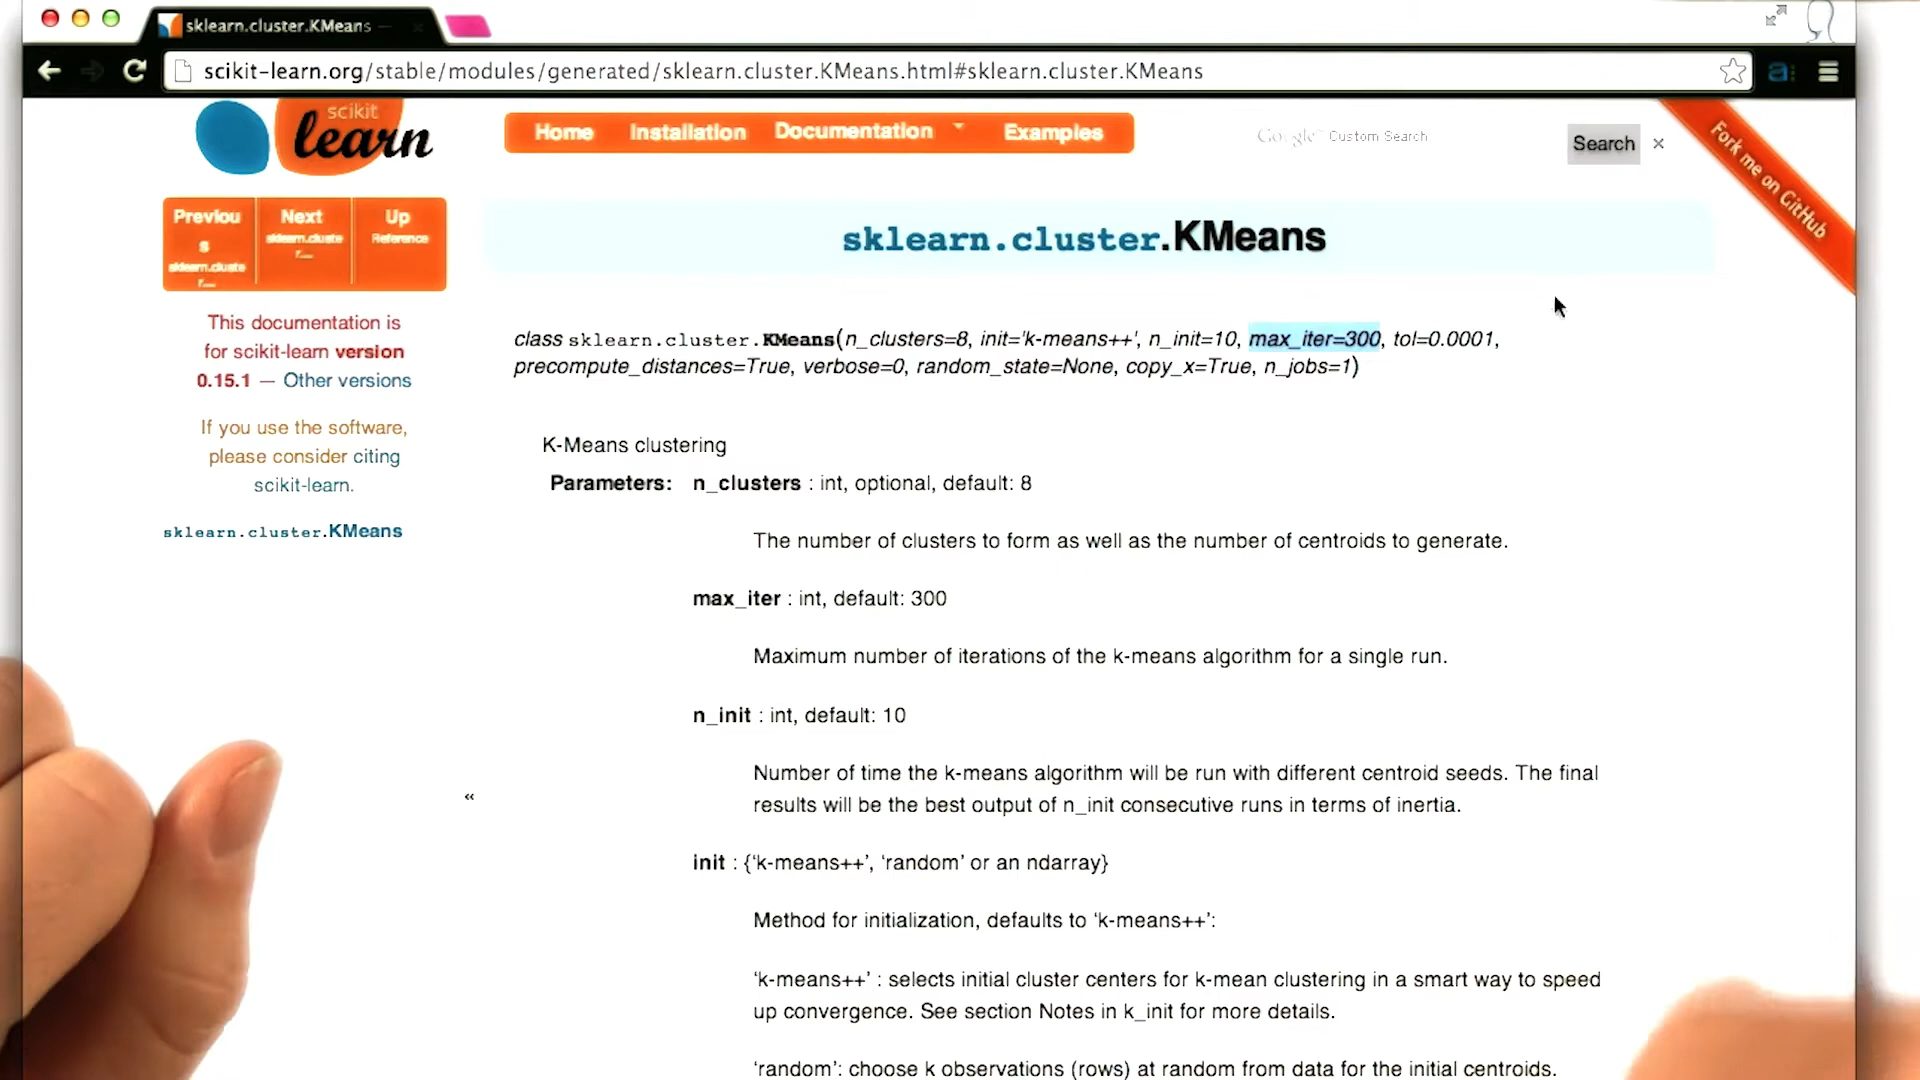 sklearn.cluster.KMeans —
scikit-learn.org/stable/modules/generated/sklearn.cluster.KMeans.html#sklearn.cluster.KMeans
scikit
learn
Home Installation Documentation Examples
Google™ Custom Search
Search ×
Fork me on GitHub
Previou
s
sklearn.cluste
r....
Next
sklearn.cluste
r....
Up
Reference
This documentation is
for scikit-learn version
0.15.1 — Other versions
If you use the software,
please consider citing
scikit-learn.
sklearn.cluster.KMeans
sklearn.cluster.KMeans
class sklearn.cluster.KMeans(n_clusters=8, init='k-means++', n_init=10, max_iter=300, tol=0.0001,
precompute_distances=True, verbose=0, random_state=None, copy_x=True, n_jobs=1)
K-Means clustering
Parameters: n_clusters : int, optional, default: 8
The number of clusters to form as well as the number of centroids to generate.
max_iter : int, default: 300
Maximum number of iterations of the k-means algorithm for a single run.
n_init : int, default: 10
Number of time the k-means algorithm will be run with different centroid seeds. The final
results will be the best output of n_init consecutive runs in terms of inertia.
«
init : {‘k-means++’, ‘random’ or an ndarray}
Method for initialization, defaults to ‘k-means++’:
‘k-means++’ : selects initial cluster centers for k-mean clustering in a smart way to speed
up convergence. See section Notes in k_init for more details.
‘random’: choose k observations (rows) at random from data for the initial centroids.